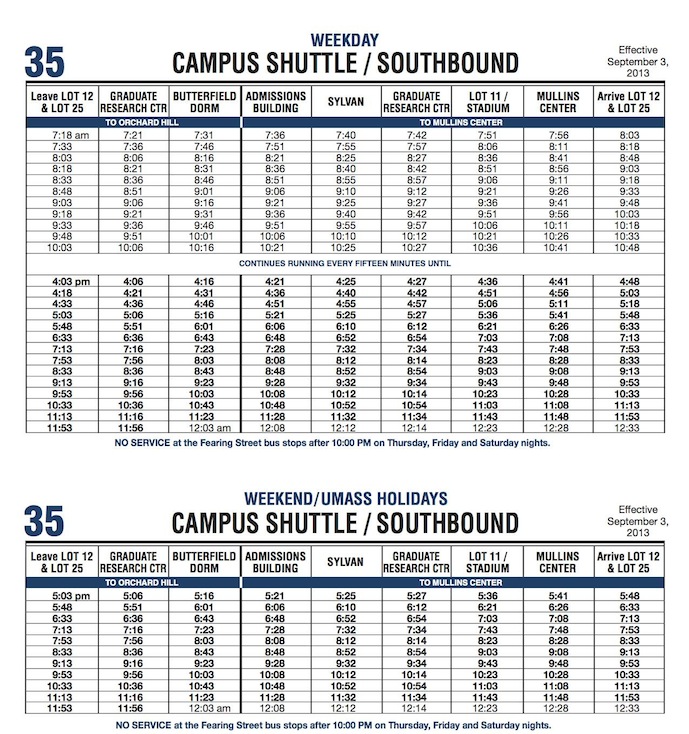 WEEKDAY
35 CAMPUS SHUTTLE / SOUTHBOUND
Effective
September 3,
2013
Leave LOT 12 & LOT 25 GRADUATE RESEARCH CTR BUTTERFIELD DORM ADMISSIONS BUILDING SYLVAN GRADUATE RESEARCH CTR LOT 11 / STADIUM MULLINS CENTER Arrive LOT 12 & LOT 25
TO ORCHARD HILL TO MULLINS CENTER
7:18 am 7:21 7:31 7:36 7:40 7:42 7:51 7:56 8:03
7:33 7:36 7:46 7:51 7:55 7:57 8:06 8:11 8:18
8:03 8:06 8:16 8:21 8:25 8:27 8:36 8:41 8:48
8:18 8:21 8:31 8:36 8:40 8:42 8:51 8:56 9:03
8:33 8:36 8:46 8:51 8:55 8:57 9:06 9:11 9:18
8:48 8:51 9:01 9:06 9:10 9:12 9:21 9:26 9:33
9:03 9:06 9:16 9:21 9:25 9:27 9:36 9:41 9:48
9:18 9:21 9:31 9:36 9:40 9:42 9:51 9:56 10:03
9:33 9:36 9:46 9:51 9:55 9:57 10:06 10:11 10:18
9:48 9:51 10:01 10:06 10:10 10:12 10:21 10:26 10:33
10:03 10:06 10:16 10:21 10:25 10:27 10:36 10:41 10:48
CONTINUES RUNNING EVERY FIFTEEN MINUTES UNTIL
4:03 pm 4:06 4:16 4:21 4:25 4:27 4:36 4:41 4:48
4:18 4:21 4:31 4:36 4:40 4:42 4:51 4:56 5:03
4:33 4:36 4:46 4:51 4:55 4:57 5:06 5:11 5:18
5:03 5:06 5:16 5:21 5:25 5:27 5:36 5:41 5:48
5:48 5:51 6:01 6:06 6:10 6:12 6:21 6:26 6:33
6:33 6:36 6:43 6:48 6:52 6:54 7:03 7:08 7:13
7:13 7:16 7:23 7:28 7:32 7:34 7:43 7:48 7:53
7:53 7:56 8:03 8:08 8:12 8:14 8:23 8:28 8:33
8:33 8:36 8:43 8:48 8:52 8:54 9:03 9:08 9:13
9:13 9:16 9:23 9:28 9:32 9:34 9:43 9:48 9:53
9:53 9:56 10:03 10:08 10:12 10:14 10:23 10:28 10:33
10:33 10:36 10:43 10:48 10:52 10:54 11:03 11:08 11:13
11:13 11:16 11:23 11:28 11:32 11:34 11:43 11:48 11:53
11:53 11:56 12:03 am 12:08 12:12 12:14 12:23 12:28 12:33
NO SERVICE at the Fearing Street bus stops after 10:00 PM on Thursday, Friday and Saturday nights.
WEEKEND/UMASS HOLIDAYS
35 CAMPUS SHUTTLE / SOUTHBOUND
Effective
September 3,
2013
Leave LOT 12 & LOT 25 GRADUATE RESEARCH CTR BUTTERFIELD DORM ADMISSIONS BUILDING SYLVAN GRADUATE RESEARCH CTR LOT 11 / STADIUM MULLINS CENTER Arrive LOT 12 & LOT 25
TO ORCHARD HILL TO MULLINS CENTER
5:03 pm 5:06 5:16 5:21 5:25 5:27 5:36 5:41 5:48
5:48 5:51 6:01 6:06 6:10 6:12 6:21 6:26 6:33
6:33 6:36 6:43 6:48 6:52 6:54 7:03 7:08 7:13
7:13 7:16 7:23 7:28 7:32 7:34 7:43 7:48 7:53
7:53 7:56 8:03 8:08 8:12 8:14 8:23 8:28 8:33
8:33 8:36 8:43 8:48 8:52 8:54 9:03 9:08 9:13
9:13 9:16 9:23 9:28 9:32 9:34 9:43 9:48 9:53
9:53 9:56 10:03 10:08 10:12 10:14 10:23 10:28 10:33
10:33 10:36 10:43 10:48 10:52 10:54 11:03 11:08 11:13
11:13 11:16 11:23 11:28 11:32 11:34 11:43 11:48 11:53
11:53 11:56 12:03 am 12:08 12:12 12:14 12:23 12:28 12:33
NO SERVICE at the Fearing Street bus stops after 10:00 PM on Thursday, Friday and Saturday nights.